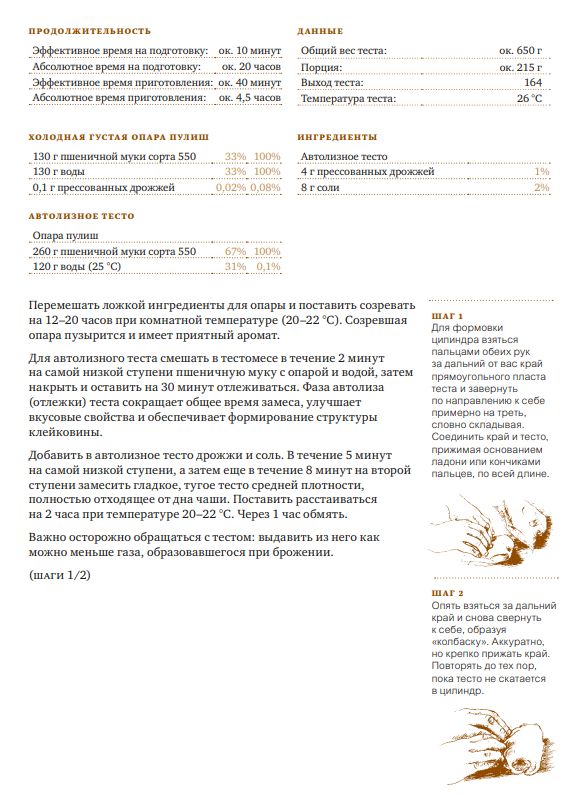 ПРОДОЛЖИТЕЛЬНОСТЬ
Эффективное время на подготовку: ок. 10 минут
Абсолютное время на подготовку: ок. 20 часов
Эффективное время приготовления: ок. 40 минут
Абсолютное время приготовления: ок. 4,5 часов
ДАННЫЕ
Общий вес теста: ок. 650 г
Порция: ок. 215 г
Выход теста: 164
Температура теста: 26 °C
ХОЛОДНАЯ ГУСТАЯ ОПАРА ПУЛИШ
130 г пшеничной муки сорта 550 33% 100%
130 г воды 33% 100%
0,1 г прессованных дрожжей 0,02% 0,08%
ИНГРЕДИЕНТЫ
Автолизное тесто
4 г прессованных дрожжей 1%
8 г соли 2%
АВТОЛИЗНОЕ ТЕСТО
Опара пулиш
260 г пшеничной муки сорта 550 67% 100%
120 г воды (25 °C) 31% 0,1%
Перемешать ложкой ингредиенты для опары и поставить созревать
на 12–20 часов при комнатной температуре (20–22 °C). Созревшая
опара пузырится и имеет приятный аромат.
Для автолизного теста смешать в тестомесе в течение 2 минут
на самой низкой ступени пшеничную муку с опарой и водой, затем
накрыть и оставить на 30 минут отлеживаться. Фаза автолиза
(отлежки) теста сокращает общее время замеса, улучшает
вкусовые свойства и обеспечивает формирование структуры
клейковины.
Добавить в автолизное тесто дрожжи и соль. В течение 5 минут
на самой низкой ступени, а затем еще в течение 8 минут на второй
ступени замесить гладкое, тугое тесто средней плотности,
полностью отходящее от дна чаши. Поставить расстаиваться
на 2 часа при температуре 20–22 °C. Через 1 час обмять.
Важно осторожно обращаться с тестом: выдавить из него как
можно меньше газа, образовавшегося при брожении.
(ШАГИ 1/2)
ШАГ 1
Для формовки
цилиндра взяться
пальцами обеих рук
за дальний от вас край
прямоугольного пласта
теста и завернуть
по направлению к себе
примерно на треть,
словно складывая.
Соединить край и тесто,
прижимая основанием
ладони или кончиками
пальцев, по всей длине.
ШАГ 2
Опять взяться за дальний
край и снова свернуть
к себе, образуя
«колбаску». Аккуратно,
но крепко прижать край.
Повторять до тех пор,
пока тесто не скатается
в цилиндр.